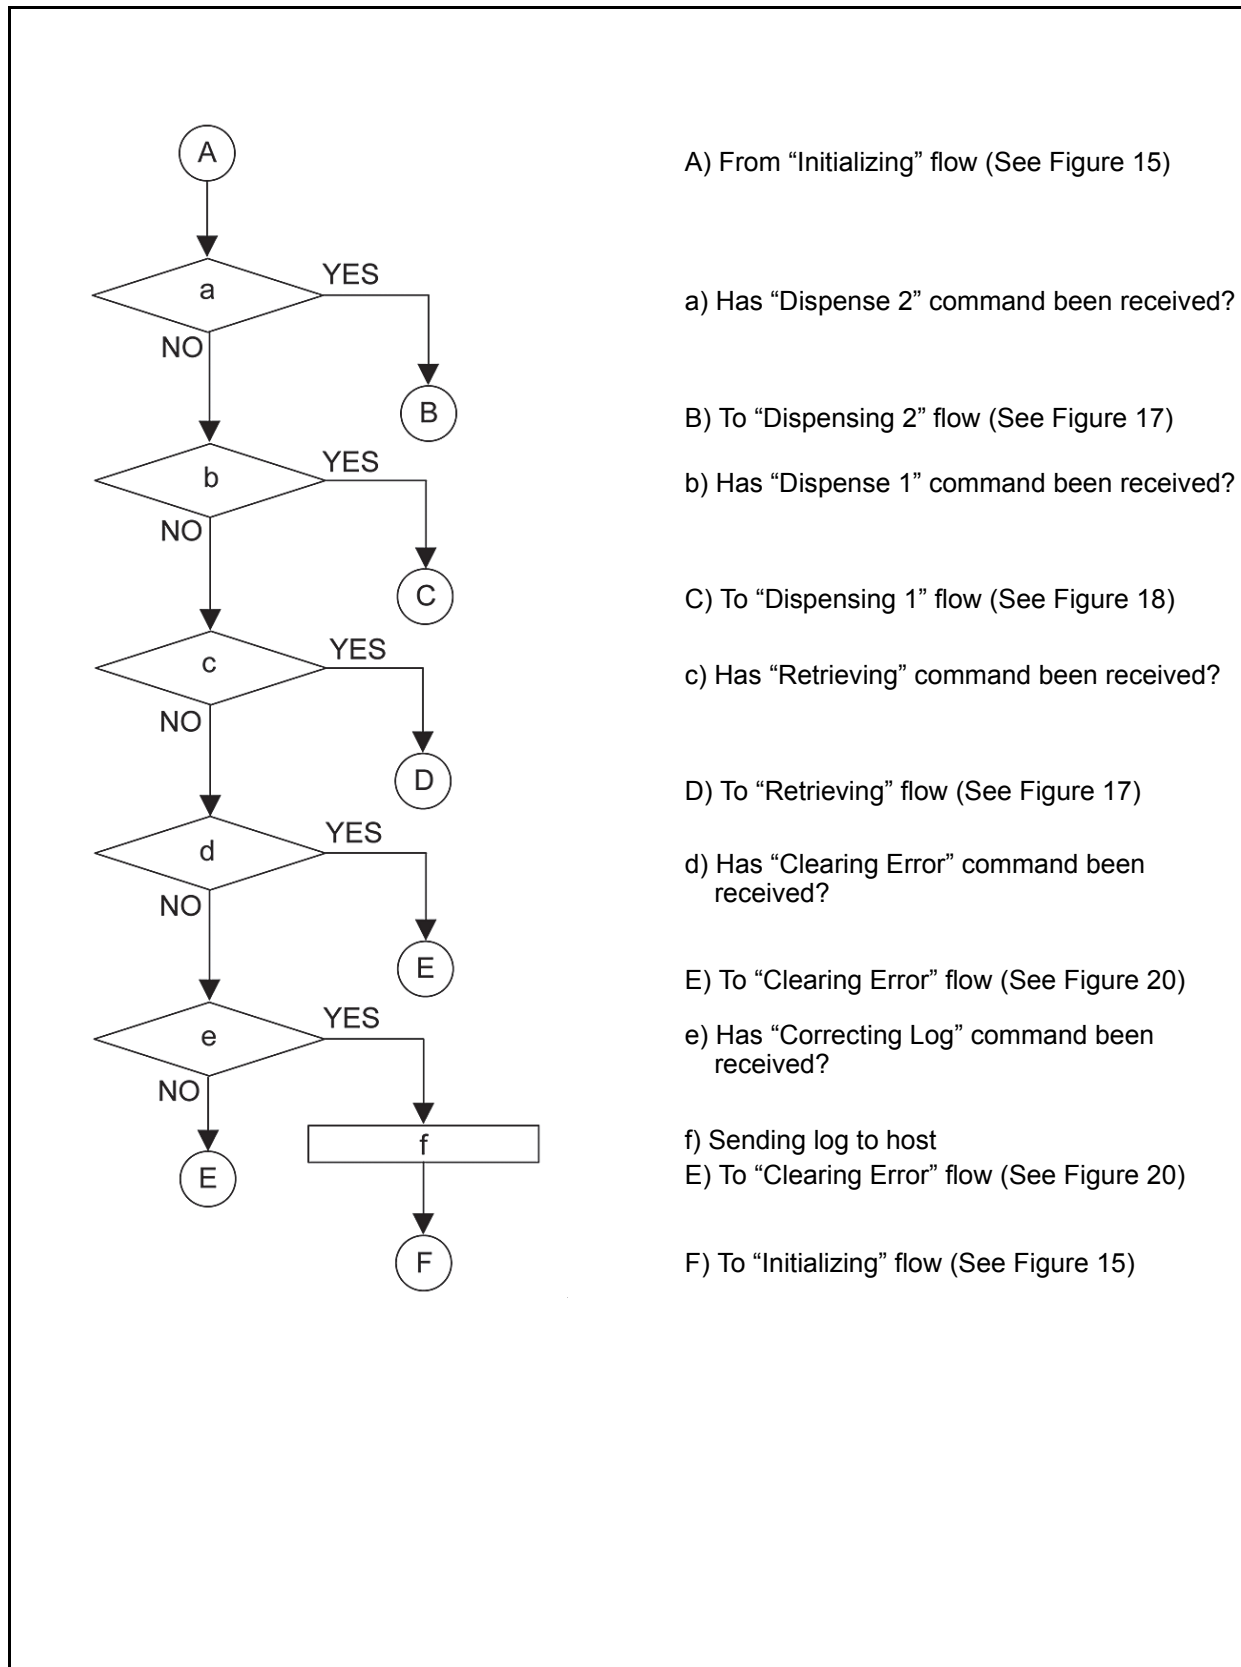 A
A) From “Initializing” flow (See Figure 15)
YES
a
a) Has “Dispense 2” command been received?
NO
B
B) To “Dispensing 2” flow (See Figure 17)
YES
b
b) Has “Dispense 1” command been received?
NO
C
C) To “Dispensing 1” flow (See Figure 18)
YES
c
c) Has “Retrieving” command been received?
NO
D
D) To “Retrieving” flow (See Figure 17)
YES
d
d) Has “Clearing Error” command been
received?
NO
E
E) To “Clearing Error” flow (See Figure 20)
YES
e
e) Has “Correcting Log” command been
received?
NO
f
f) Sending log to host
E
E) To “Clearing Error” flow (See Figure 20)
F
F) To “Initializing” flow (See Figure 15)